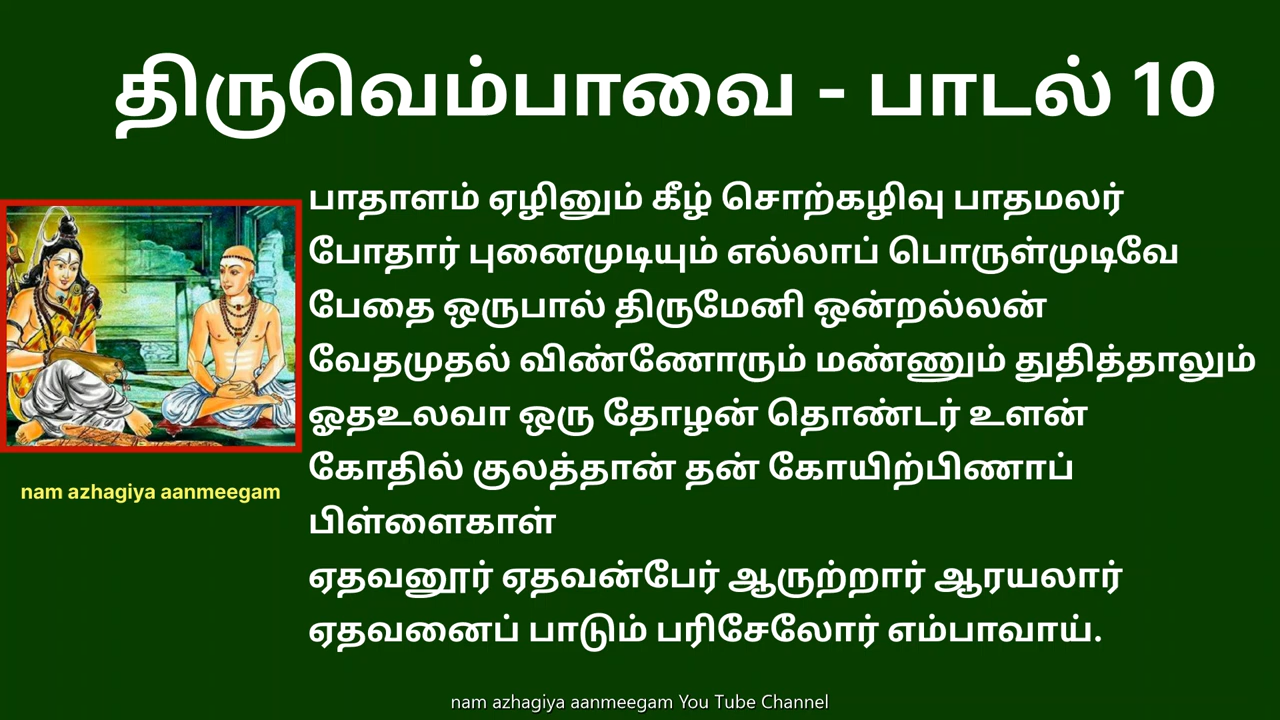 திருவெம்பாவை - பாடல் 10
பாதாளம் ஏழினும் கீழ் சொற்கழிவு பாதமலர்
போதார் புனைமுடியும் எல்லாப் பொருள்முடிவே
பேதை ஒருபால் திருமேனி ஒன்றல்லன்
வேதமுதல் விண்ணோரும் மண்ணும் துதித்தாலும்
ஓதஉலவா ஒரு தோழன் தொண்டர் உளன்
கோதில் குலத்தான் தன் கோயிற்பிணாப்
பிள்ளைகாள்
ஏதவனூர் ஏதவன்பேர் ஆருற்றார் ஆரயலார்
ஏதவனைப் பாடும் பரிசேலோர் எம்பாவாய்.
nam azhagiya aanmeegam
nam azhagiya aanmeegam You Tube Channel